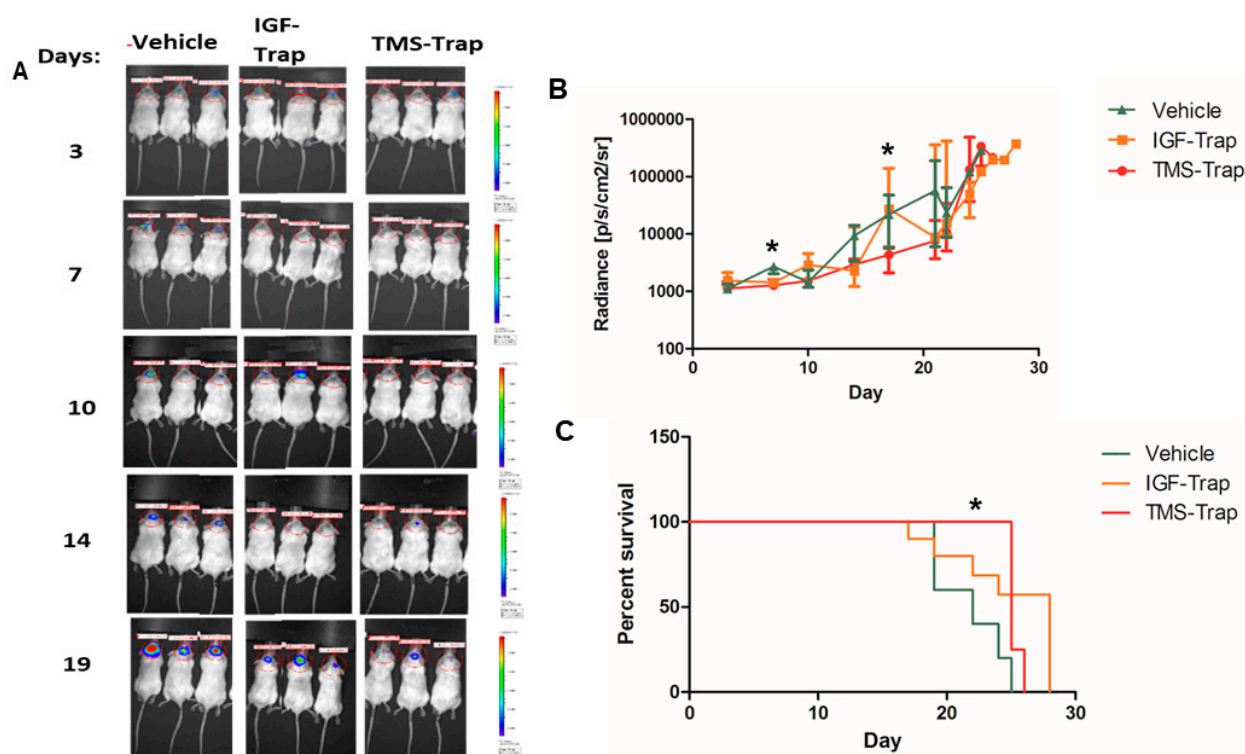 A
Days:
-Vehicle
IGF-
Trap
TMS-Trap
3
7
10
14
19
B
Vehicle
IGF-Trap
TMS-Trap
1000000
100000
10000
1000
100
Radiance [p/s/cm2/sr]
*
*
0
10
20
30
Day
C
Vehicle
IGF-Trap
TMS-Trap
150
100
50
0
Percent survival
*
0
10
20
30
Day